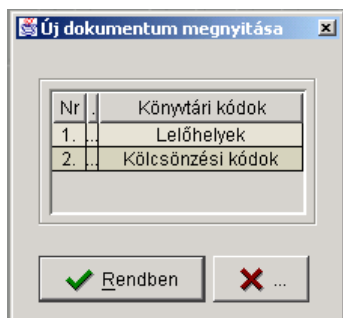 Új dokumentum megnyitása
Nr . Könyvtári kódok
1. ... Lelőhelyek
2. ... Kölcsönzési kódok
Rendben ...